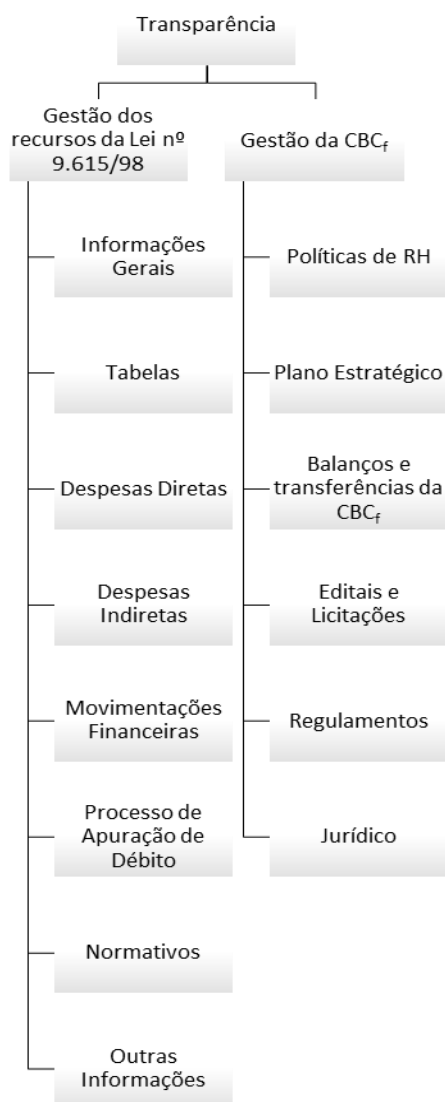 Transparência
Gestão dos
recursos da Lei nº
9.615/98
Informações
Gerais
Tabelas
Despesas Diretas
Despesas
Indiretas
Movimentações
Financeiras
Processo de
Apuração de
Débito
Normativos
Outras
Informações
Gestão da CBCf
Políticas de RH
Plano Estratégico
Balanços e
transferências da
CBCf
Editais e
Licitações
Regulamentos
Jurídico